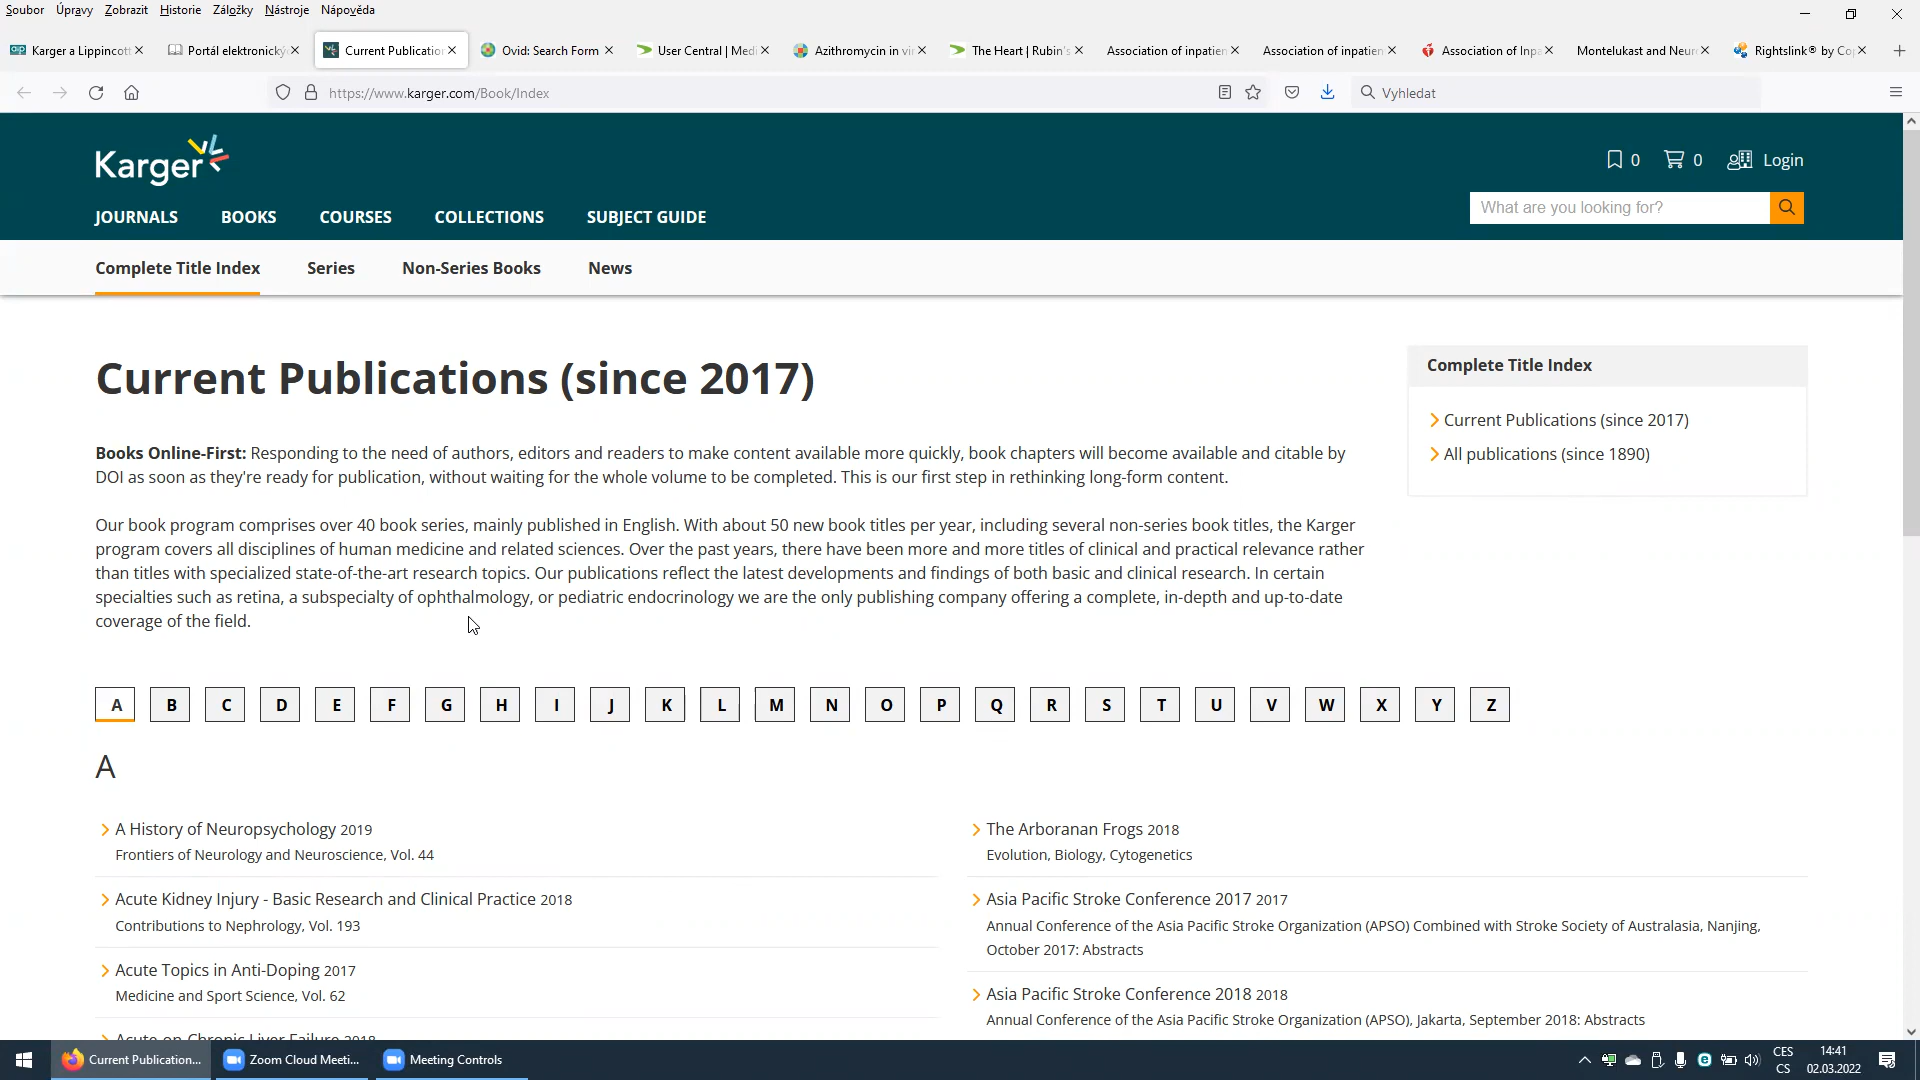 Soubor Úpravy Zobrazit Historie Záložky Nástroje Nápověda
Karger a Lippincott Portál elektronický Current Publication Ovid: Search Form User Central | Medi Azithromycin in vir The Heart | Rubin's Association of inpatien Association of inpatien Association of Inpa Montelukast and Neuro Rightslink® by Cop
https://www.karger.com/Book/Index
Vyhledat
Karger
0 0 Login
JOURNALS BOOKS COURSES COLLECTIONS SUBJECT GUIDE
What are you looking for?
Complete Title Index Series Non-Series Books News
Current Publications (since 2017)
Complete Title Index
Current Publications (since 2017)
All publications (since 1890)
Books Online-First: Responding to the need of authors, editors and readers to make content available more quickly, book chapters will become available and citable by
DOI as soon as they're ready for publication, without waiting for the whole volume to be completed. This is our first step in rethinking long-form content.
Our book program comprises over 40 book series, mainly published in English. With about 50 new book titles per year, including several non-series book titles, the Karger
program covers all disciplines of human medicine and related sciences. Over the past years, there have been more and more titles of clinical and practical relevance rather
than titles with specialized state-of-the-art research topics. Our publications reflect the latest developments and findings of both basic and clinical research. In certain
specialties such as retina, a subspecialty of ophthalmology, or pediatric endocrinology we are the only publishing company offering a complete, in-depth and up-to-date
coverage of the field.
A B C D E F G H I J K L M N O P Q R S T U V W X Y Z
A
A History of Neuropsychology 2019
Frontiers of Neurology and Neuroscience, Vol. 44
Acute Kidney Injury - Basic Research and Clinical Practice 2018
Contributions to Nephrology, Vol. 193
Acute Topics in Anti-Doping 2017
Medicine and Sport Science, Vol. 62
Acute-on-Chronic Liver Failure 2018
The Arboranan Frogs 2018
Evolution, Biology, Cytogenetics
Asia Pacific Stroke Conference 2017 2017
Annual Conference of the Asia Pacific Stroke Organization (APSO) Combined with Stroke Society of Australasia, Nanjing,
October 2017: Abstracts
Asia Pacific Stroke Conference 2018 2018
Annual Conference of the Asia Pacific Stroke Organization (APSO), Jakarta, September 2018: Abstracts
Current Publication... Zoom Cloud Meeti... Meeting Controls
CES
CS
14:41
02.03.2022